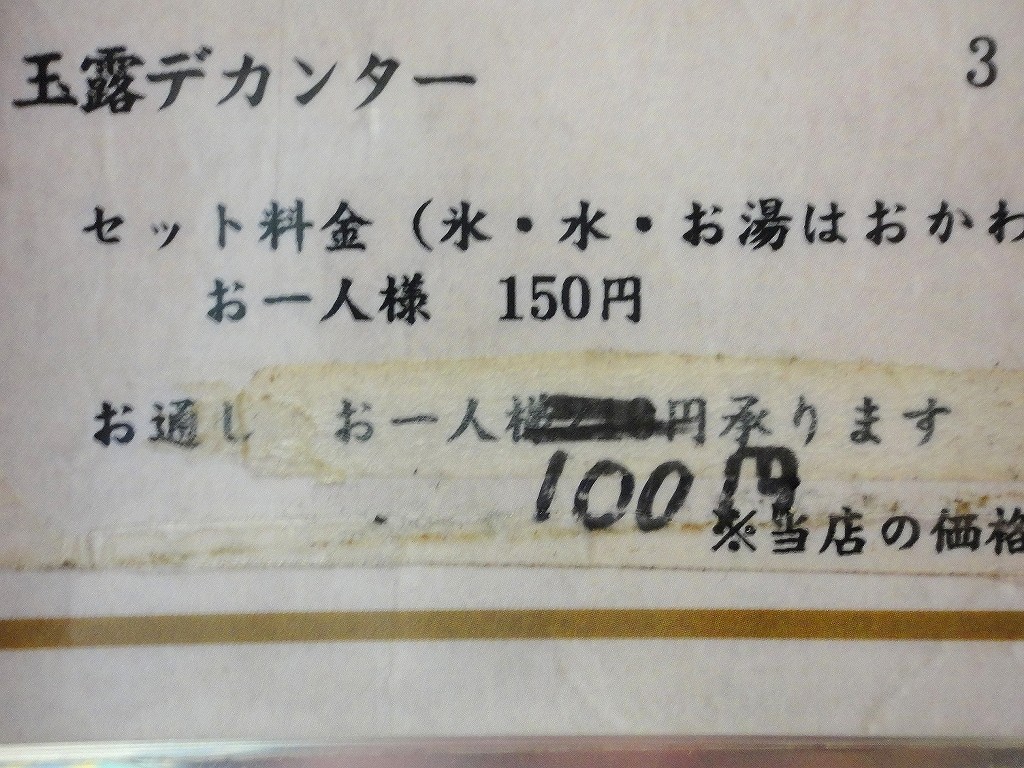 玉露デカンター 3
セット料金（氷・水・お湯はおかわ
お一人様 150円
お通し お一人様 円承ります
100円
※当店の価格